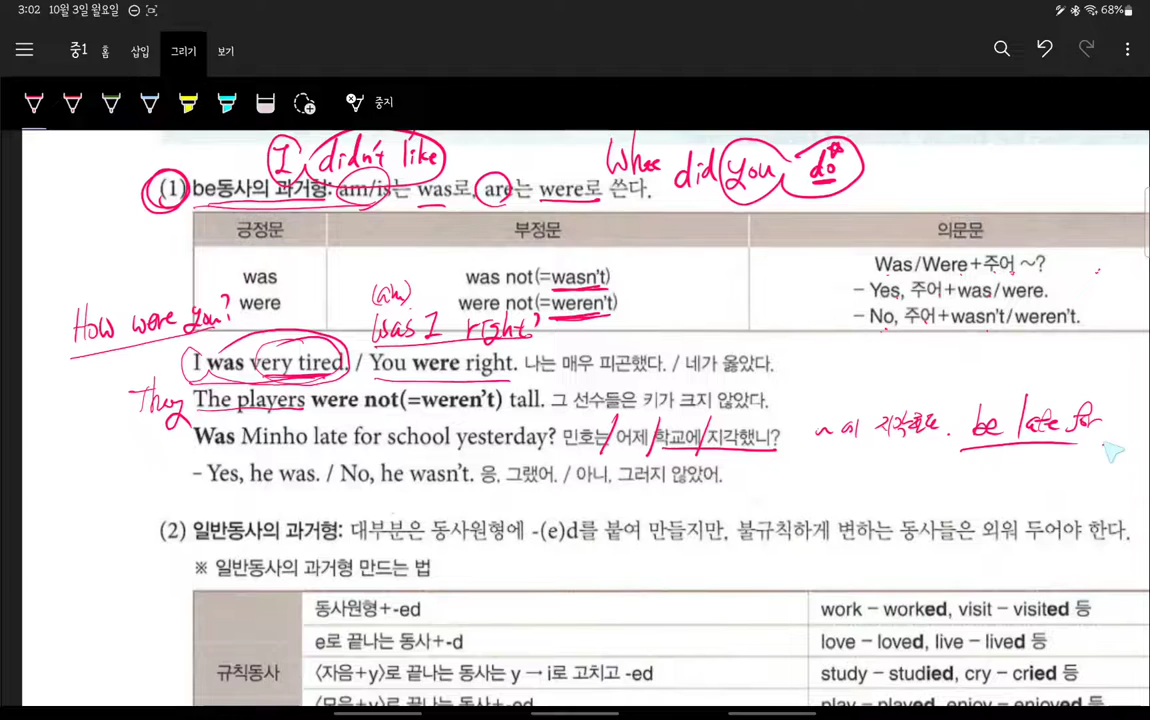 3:02 10월 3일 월요일 68%
중1 홈 삽입 그리기 보기
중지
I didn't like
did you do
(1) be동사의 과거형: am/is는 was로, are는 were로 쓴다.
긍정문 부정문 의문문
was was not(=wasn't) Was/Were+주어 ~?
were were not(=weren't) – Yes, 주어+was/were.
– No, 주어+wasn't/weren't.
(am)
How were you?
Was I right?
I was very tired. / You were right. 나는 매우 피곤했다. / 네가 옳았다.
They
The players were not(=weren't) tall. 그 선수들은 키가 크지 않았다.
Was Minho late for school yesterday? 민호는 어제 학교에 지각했니?
be late for
– Yes, he was. / No, he wasn't. 응, 그랬어. / 아니, 그러지 않았어.
(2) 일반동사의 과거형: 대부분은 동사원형에 -(e)d를 붙여 만들지만, 불규칙하게 변하는 동사들은 외워 두어야 한다.
※ 일반동사의 과거형 만드는 법
규칙동사
동사원형+-ed work – worked, visit – visited 등
e로 끝나는 동사+-d love – loved, live – lived 등
〈자음+y〉로 끝나는 동사는 y → i로 고치고 -ed study – studied, cry – cried 등
〈모음+y〉로 끝나는 동사+-ed play – played, enjoy – enjoyed 등